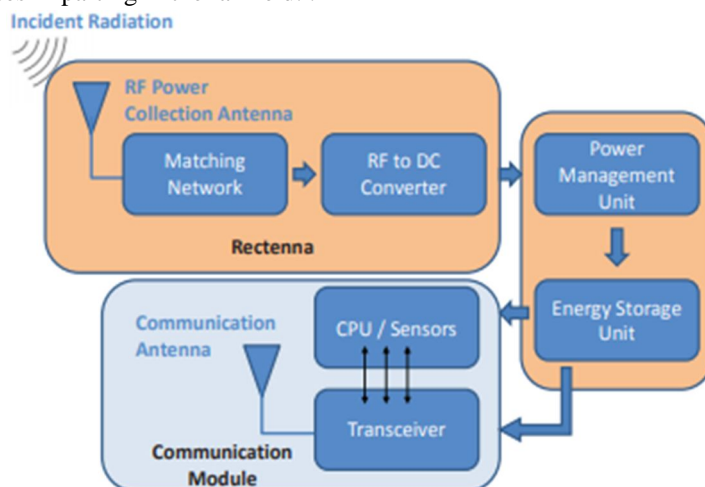 Incident Radiation
RF Power
Collection Antenna
Matching
Network
RF to DC
Converter
Rectenna
Power
Management
Unit
Energy Storage
Unit
Communication
Antenna
CPU / Sensors
Transceiver
Communication
Module